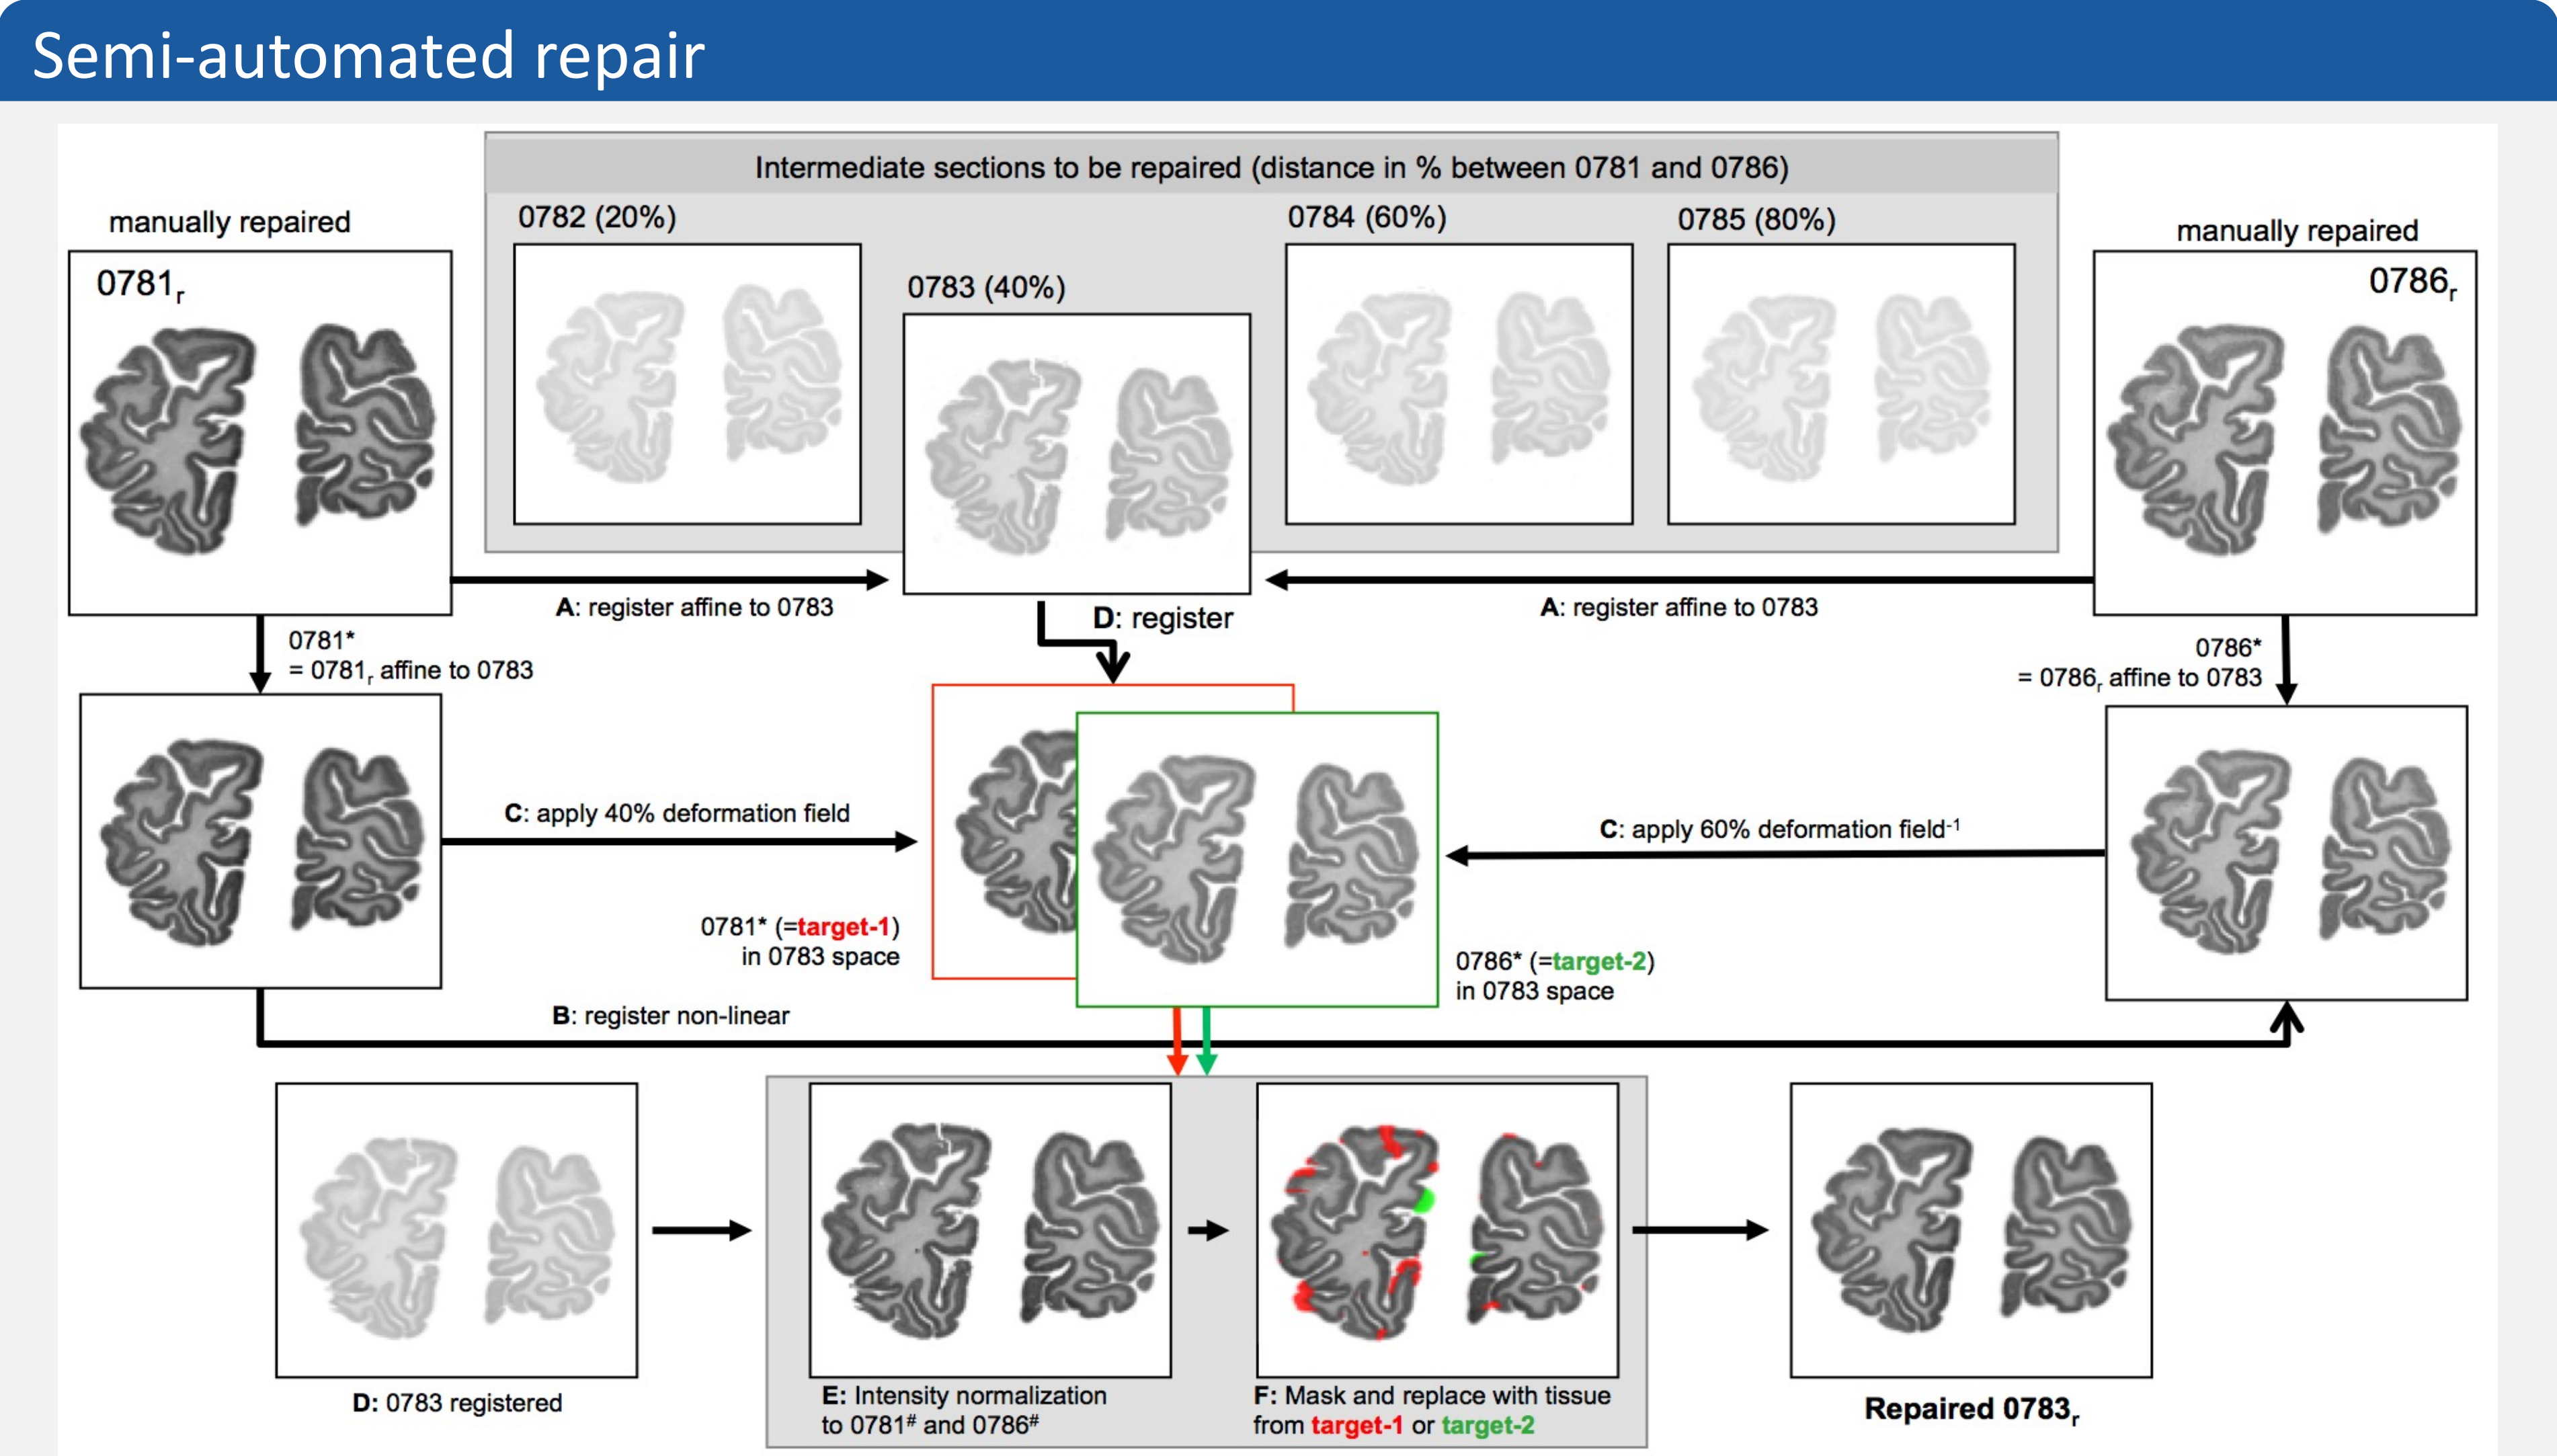 Semi-automated repair
Intermediate sections to be repaired (distance in % between 0781 and 0786)
manually repaired
0781r
0782 (20%)
0783 (40%)
0784 (60%)
0785 (80%)
manually repaired
0786r
A: register affine to 0783
D: register
A: register affine to 0783
0781*
= 0781r affine to 0783
0786*
= 0786r affine to 0783
C: apply 40% deformation field
C: apply 60% deformation field-1
0781* (=target-1)
in 0783 space
0786* (=target-2)
in 0783 space
B: register non-linear
D: 0783 registered
E: Intensity normalization
to 0781# and 0786#
F: Mask and replace with tissue
from target-1 or target-2
Repaired 0783r